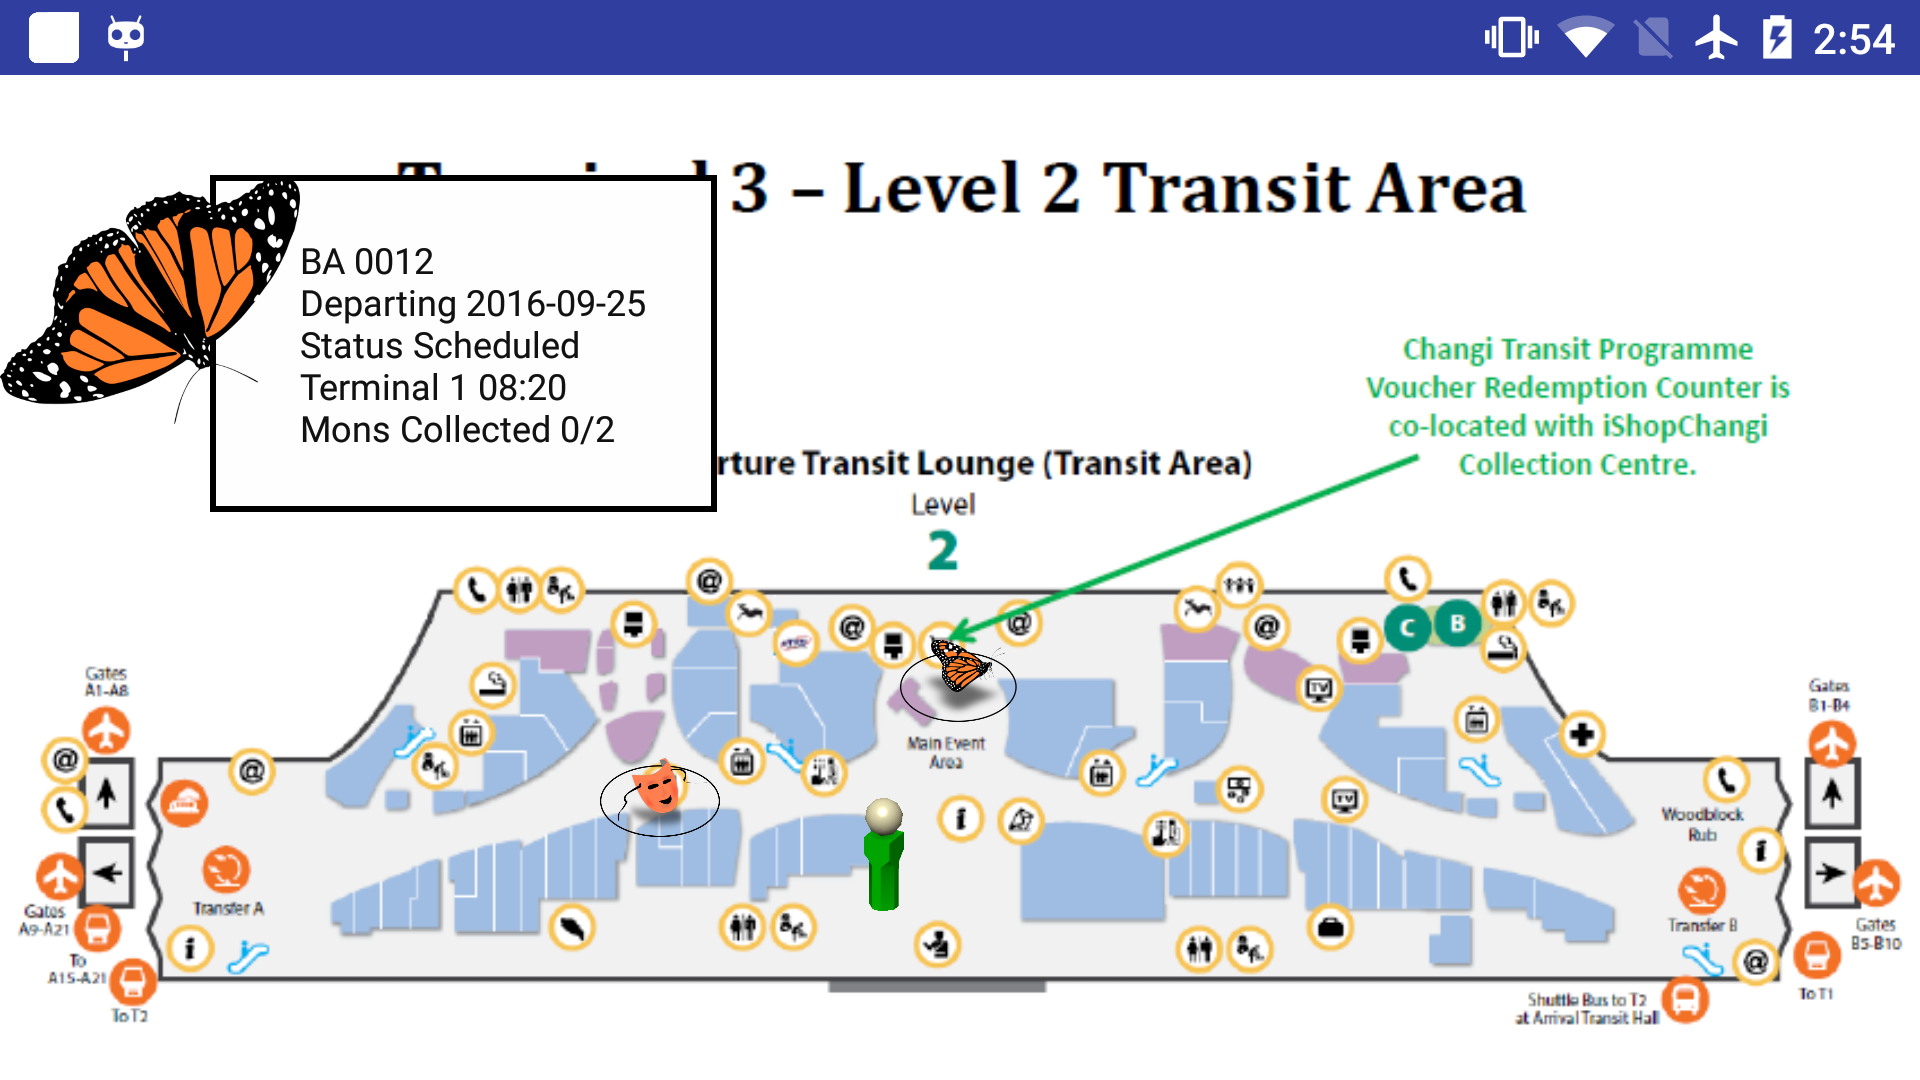 2:54
3 – Level 2 Transit Area
BA 0012
Departing 2016-09-25
Status Scheduled
Terminal 1 08:20
Mons Collected 0/2
Changi Transit Programme
Voucher Redemption Counter is
co-located with iShopChangi
Collection Centre.
rture Transit Lounge (Transit Area)
Level
2
C
B
@
@
@
@
@
TV
TV
Gates
A1-A8
Gates
B1-B4
Main Event
Area
@
i
i
i
@
Woodblock
Rub
Transfer A
Transfer B
Gates
A9-A21
To
A15-A21
To T2
Gates
B5-B10
To T1
Shuttle Bus to T2
at Arrival Transit Hall